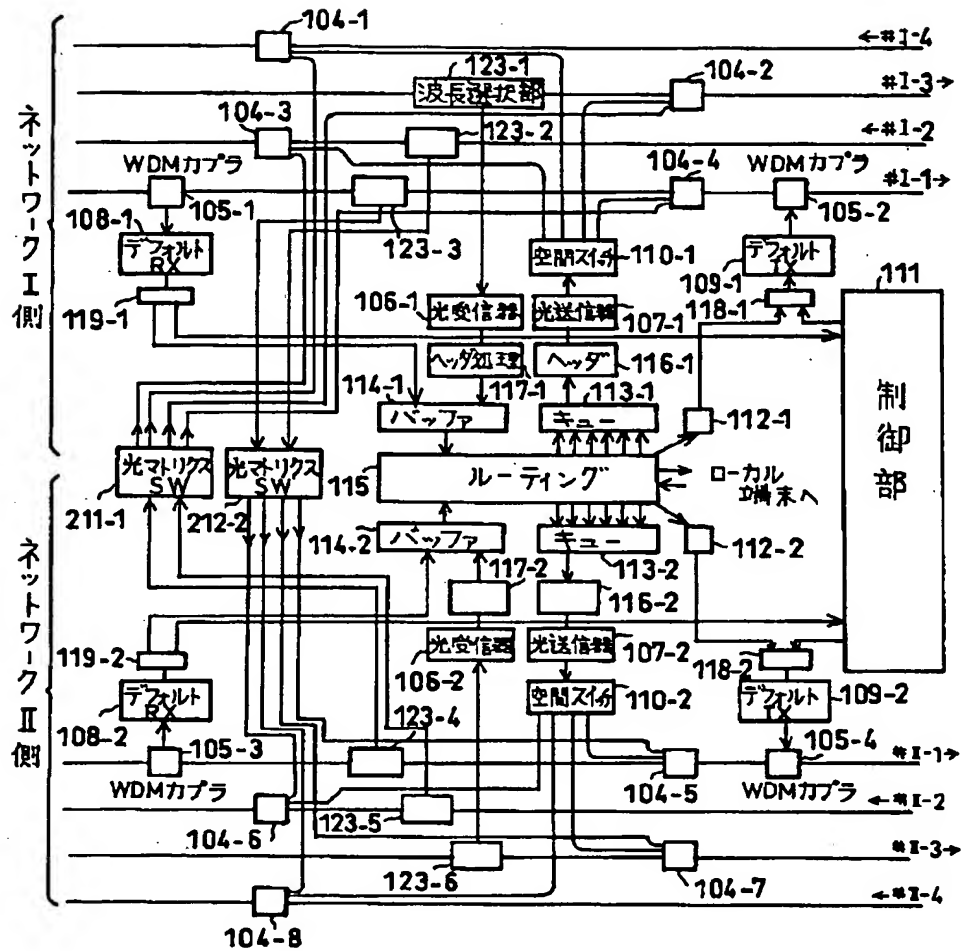 104-1
←#I-4
123-1
波長選択部
104-2
#I-3→
104-3
123-2
←#I-2
WDMカプラ
104-4
WDMカプラ
#I-1→
105-1
105-2
108-1
デフォルト
RX
123-3
空間スイッチ
110-1
109-1
デフォルト
TX
111
119-1
106-1
光受信器
光送信器
107-1
118-1
ヘッダ処理
ヘッダ
116-1
117-1
114-1
バッファ
113-1
キュー
112-1
ネットワークⅠ側
制御部
光マトリクス
SW
211-1
光マトリクス
SW
212-2
115
ルーティング
ローカル
端末へ
114-2
バッファ
キュー
113-2
112-2
117-2
116-2
ネットワークⅡ側
119-2
光受信器
106-2
光送信器
107-2
118-2
デフォルト
RX
108-2
空間スイッチ
110-2
デフォルト
TX
109-2
123-4
105-3
105-4
#Ⅱ-1→
WDMカプラ
104-5
WDMカプラ
←#Ⅱ-2
104-6
123-5
#Ⅱ-3→
123-6
104-7
←#Ⅱ-4
104-8